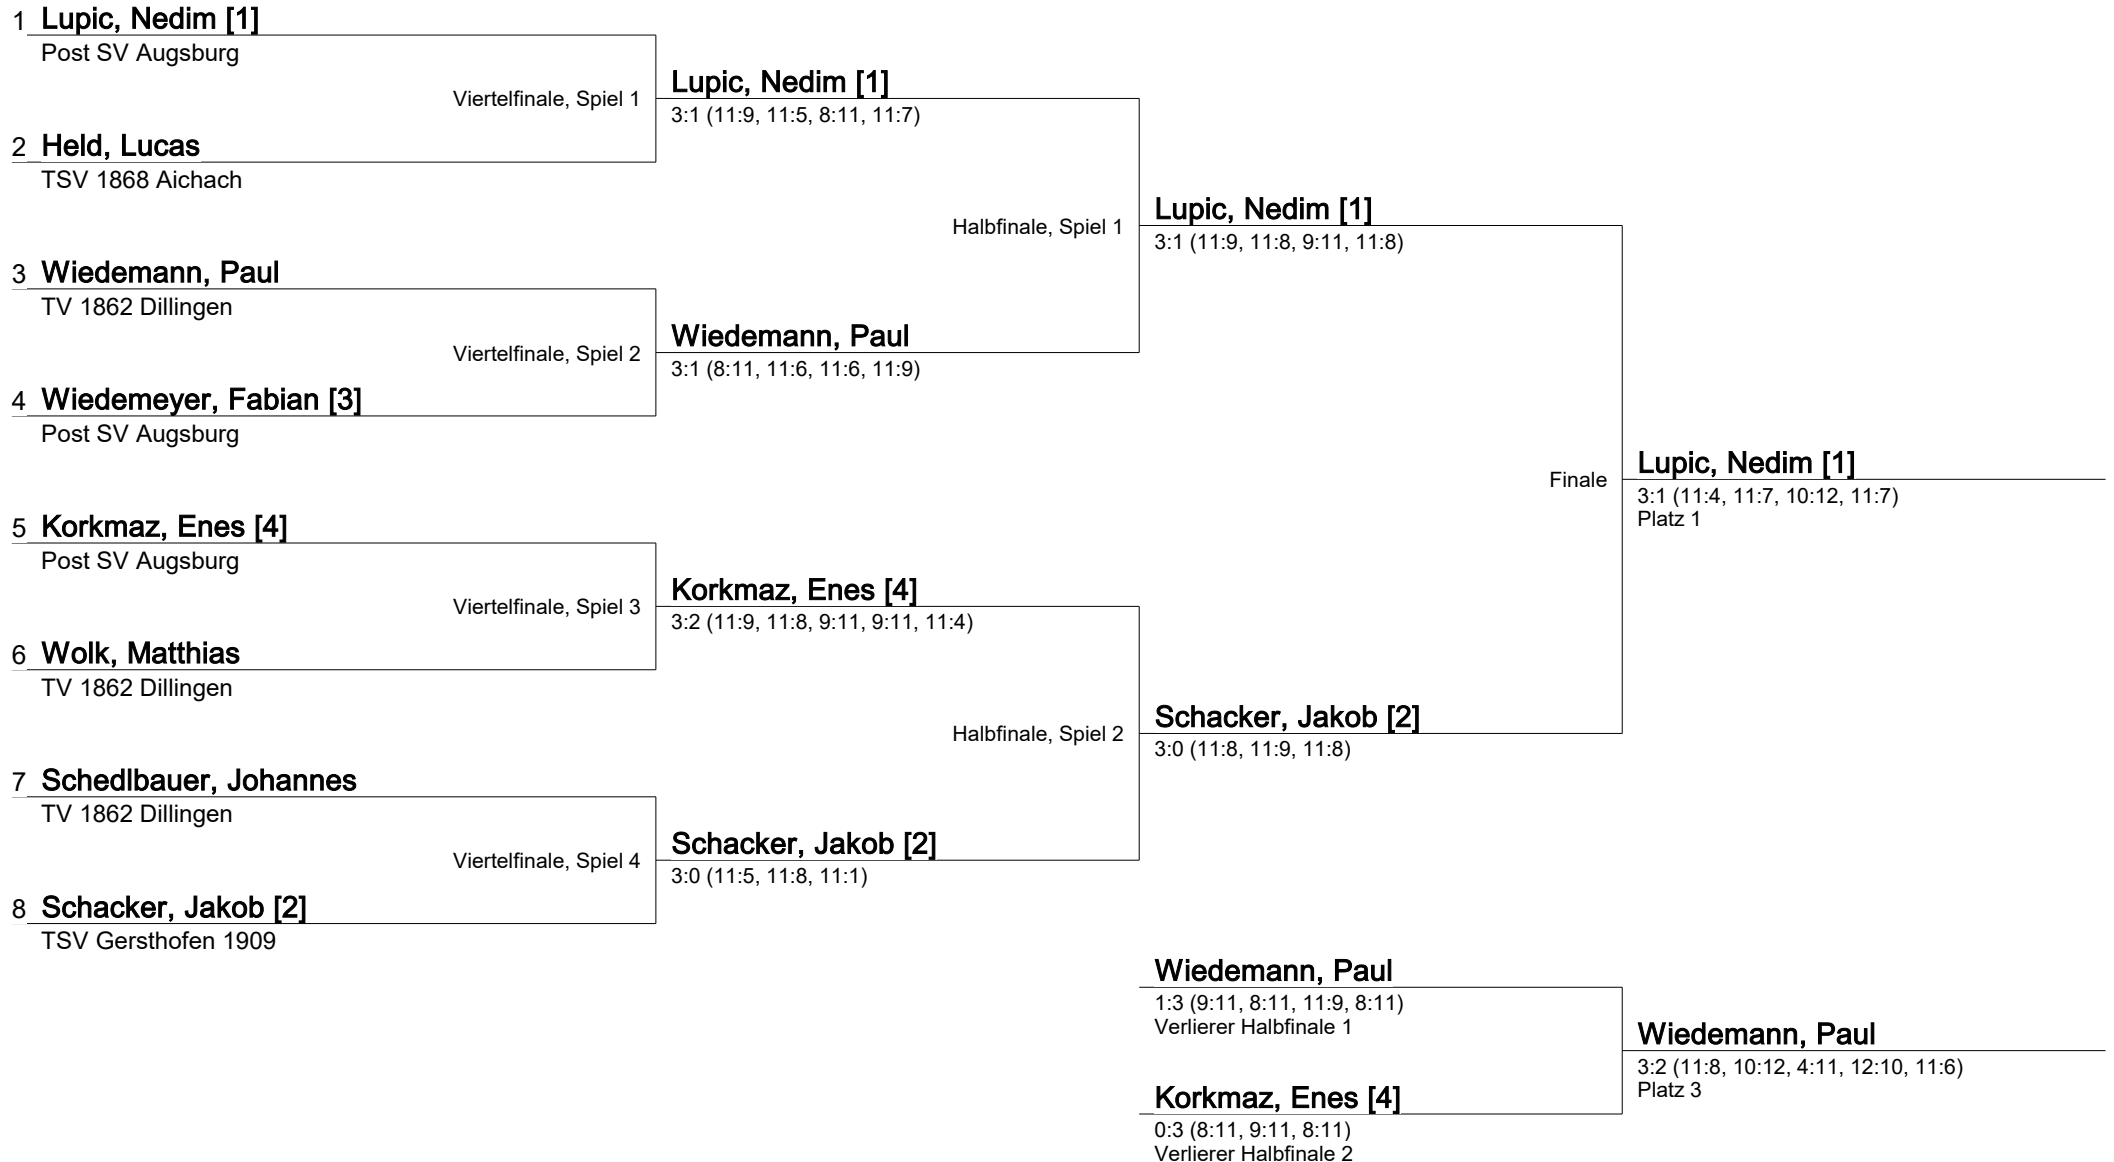 1 Lupic, Nedim [1]
Post SV Augsburg
Viertelfinale, Spiel 1
Lupic, Nedim [1]
3:1 (11:9, 11:5, 8:11, 11:7)
2 Held, Lucas
TSV 1868 Aichach
Halbfinale, Spiel 1
Lupic, Nedim [1]
3:1 (11:9, 11:8, 9:11, 11:8)
3 Wiedemann, Paul
TV 1862 Dillingen
Viertelfinale, Spiel 2
Wiedemann, Paul
3:1 (8:11, 11:6, 11:6, 11:9)
4 Wiedemeyer, Fabian [3]
Post SV Augsburg
Finale
Lupic, Nedim [1]
3:1 (11:4, 11:7, 10:12, 11:7)
Platz 1
5 Korkmaz, Enes [4]
Post SV Augsburg
Viertelfinale, Spiel 3
Korkmaz, Enes [4]
3:2 (11:9, 11:8, 9:11, 9:11, 11:4)
6 Wolk, Matthias
TV 1862 Dillingen
Halbfinale, Spiel 2
Schacker, Jakob [2]
3:0 (11:8, 11:9, 11:8)
7 Schedlbauer, Johannes
TV 1862 Dillingen
Viertelfinale, Spiel 4
Schacker, Jakob [2]
3:0 (11:5, 11:8, 11:1)
8 Schacker, Jakob [2]
TSV Gersthofen 1909
Wiedemann, Paul
1:3 (9:11, 8:11, 11:9, 8:11)
Verlierer Halbfinale 1
Wiedemann, Paul
3:2 (11:8, 10:12, 4:11, 12:10, 11:6)
Platz 3
Korkmaz, Enes [4]
0:3 (8:11, 9:11, 8:11)
Verlierer Halbfinale 2